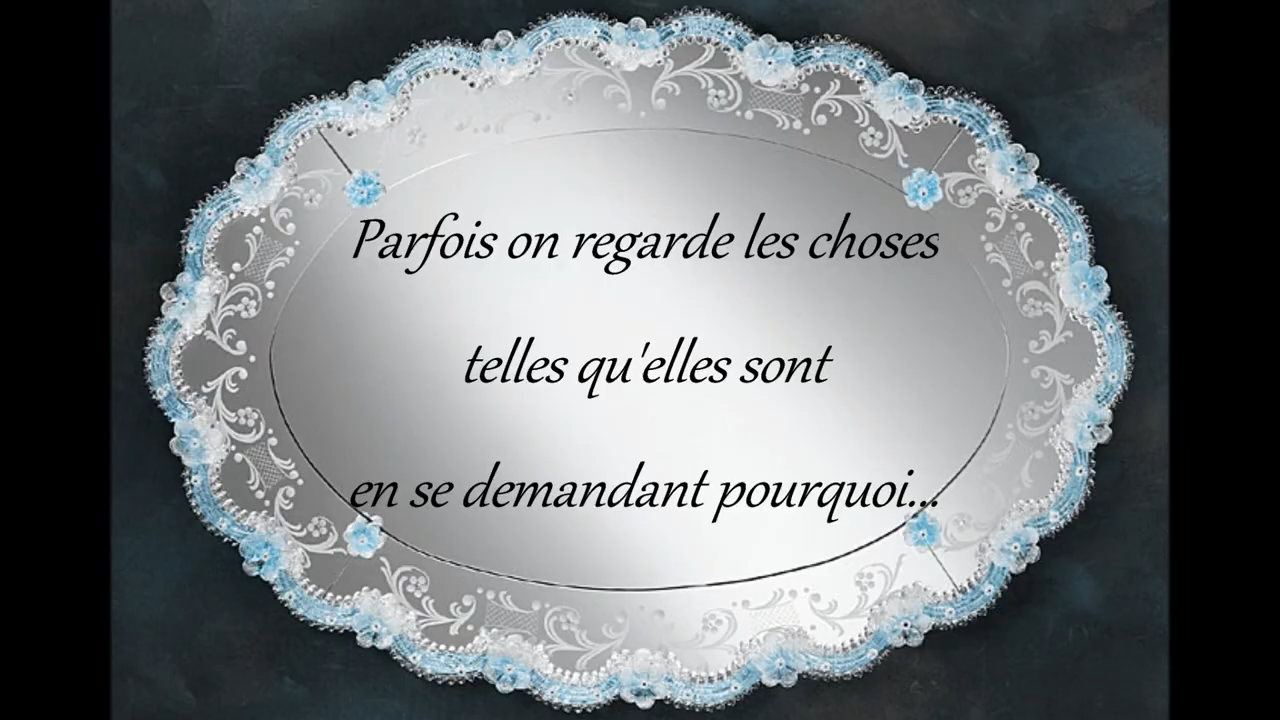 Parfois on regarde les choses
telles qu'elles sont
en se demandant pourquoi...